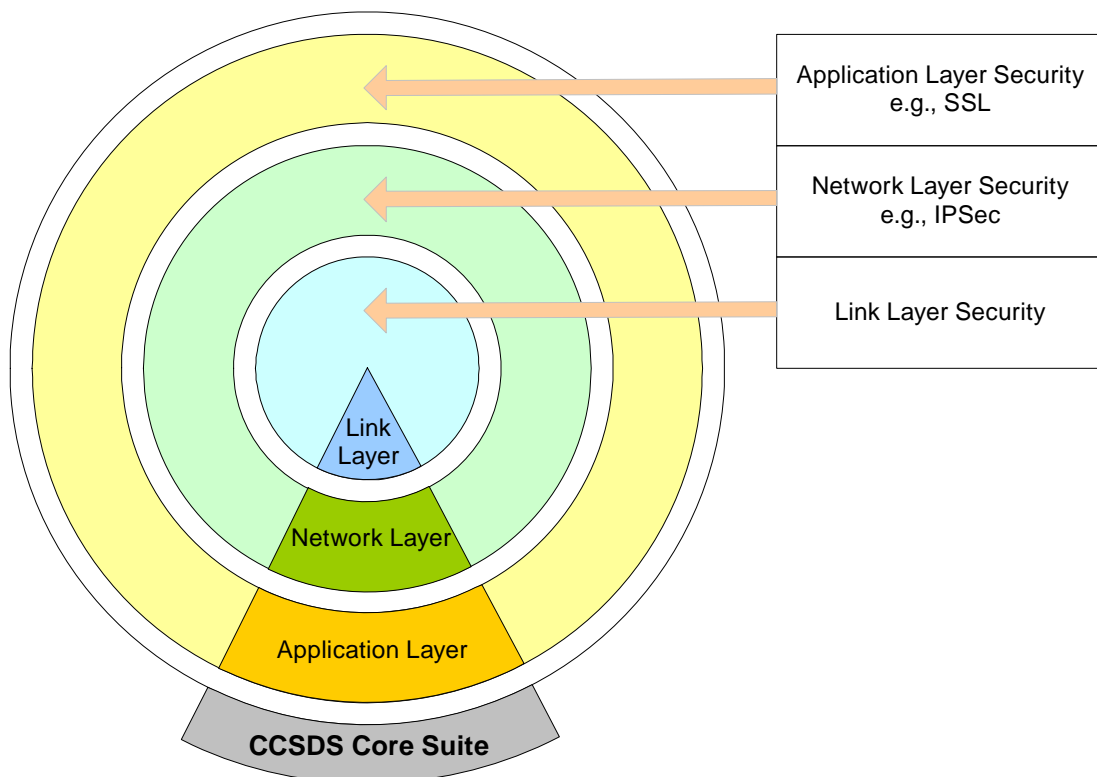 Application Layer Security
e.g., SSL
Network Layer Security
e.g., IPSec
Link Layer Security
Link
Layer
Network Layer
Application Layer
CCSDS Core Suite